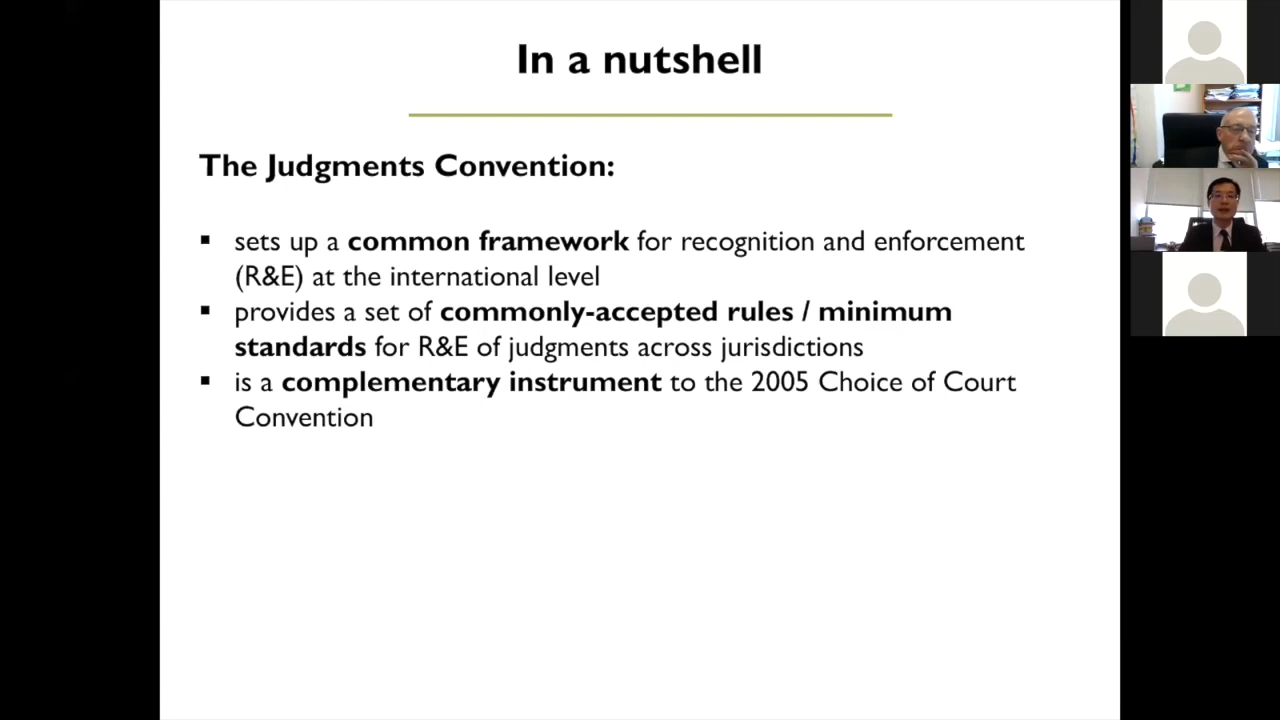 In a nutshell
The Judgments Convention:
▪ sets up a common framework for recognition and enforcement
(R&E) at the international level
▪ provides a set of commonly-accepted rules / minimum
standards for R&E of judgments across jurisdictions
▪ is a complementary instrument to the 2005 Choice of Court
Convention